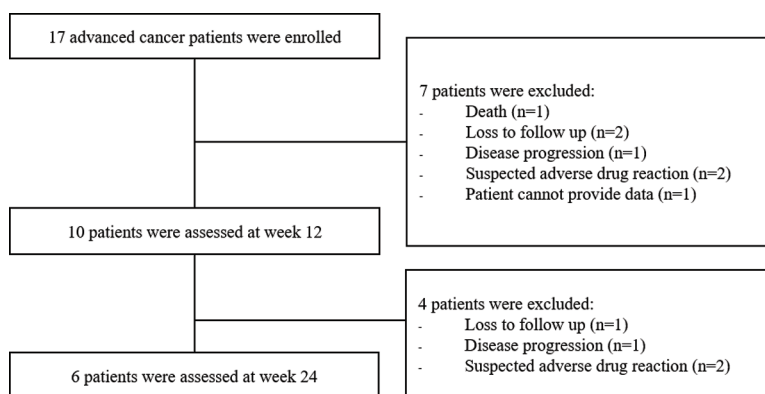 17 advanced cancer patients were enrolled
7 patients were excluded:
- Death (n=1)
- Loss to follow up (n=2)
- Disease progression (n=1)
- Suspected adverse drug reaction (n=2)
- Patient cannot provide data (n=1)
10 patients were assessed at week 12
4 patients were excluded:
- Loss to follow up (n=1)
- Disease progression (n=1)
- Suspected adverse drug reaction (n=2)
6 patients were assessed at week 24